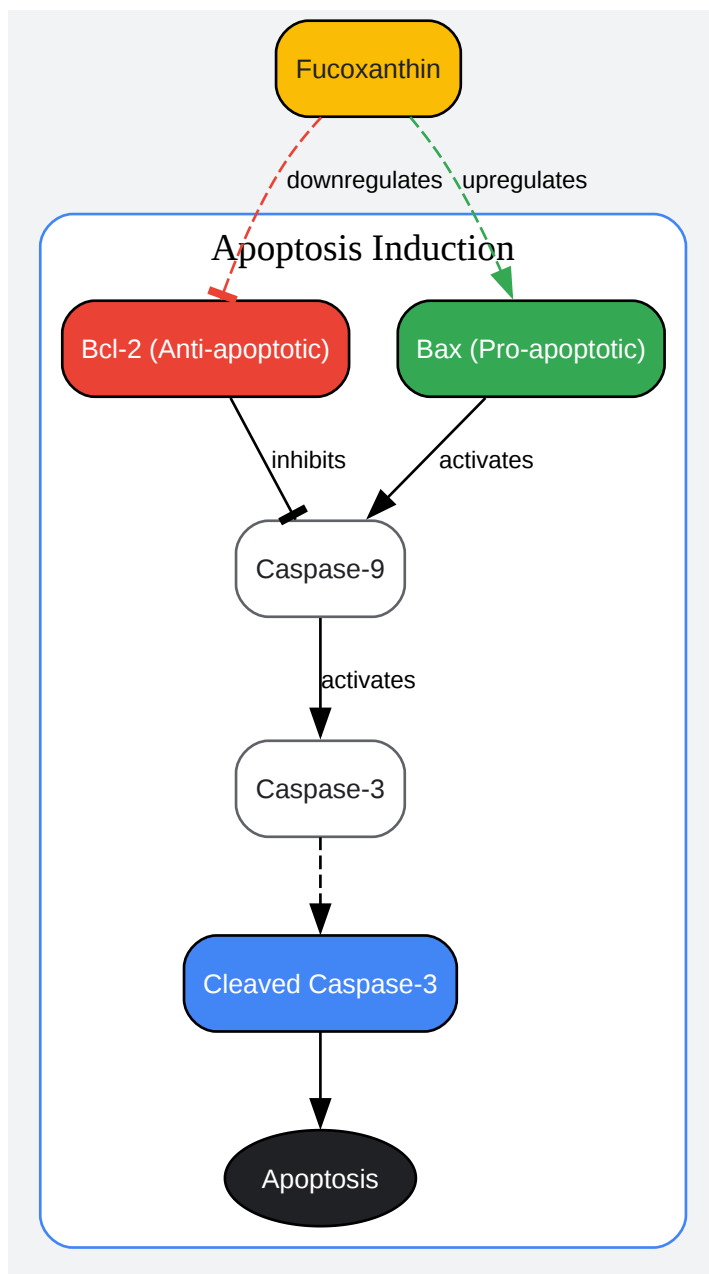 Fucoxanthin
downregulates
upregulates
Apoptosis Induction
Bcl-2 (Anti-apoptotic)
Bax (Pro-apoptotic)
inhibits
activates
Caspase-9
activates
Caspase-3
Cleaved Caspase-3
Apoptosis